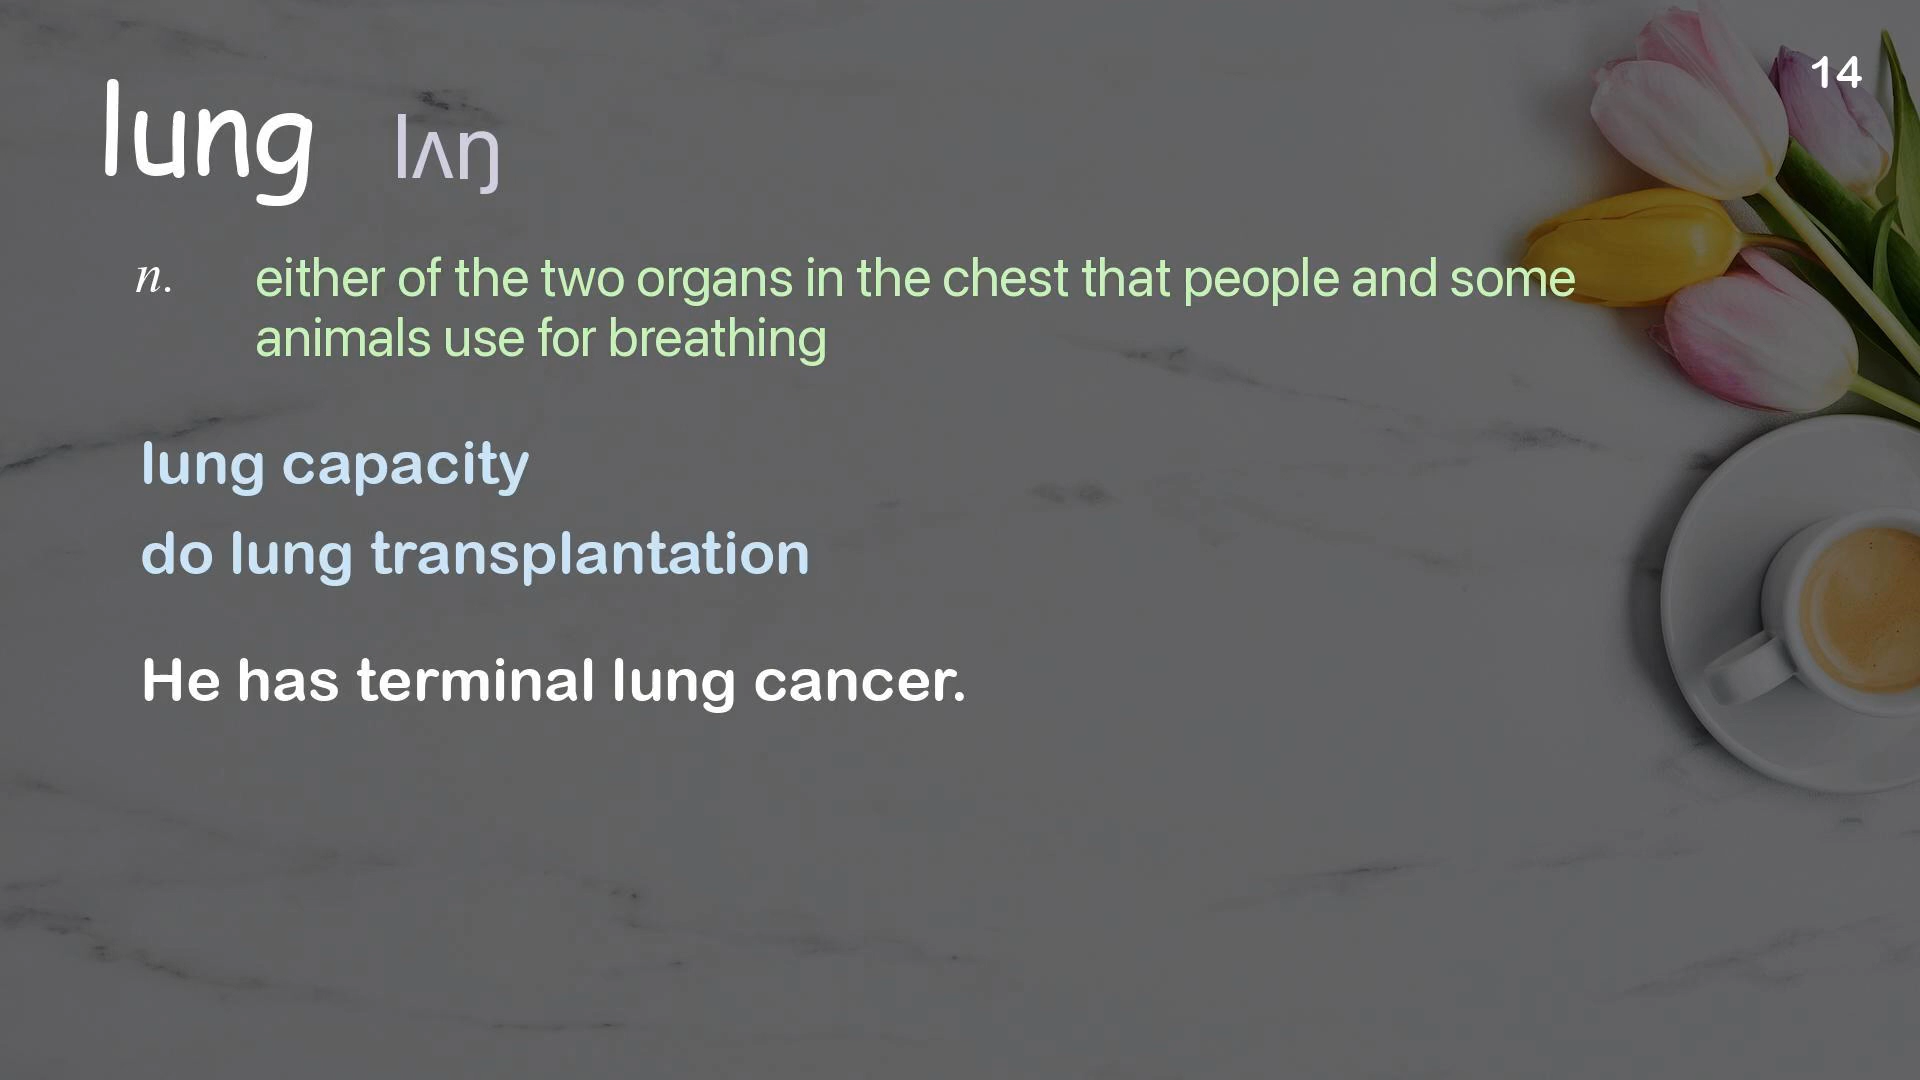 14
lung lʌŋ
n. either of the two organs in the chest that people and some
animals use for breathing
lung capacity
do lung transplantation
He has terminal lung cancer.